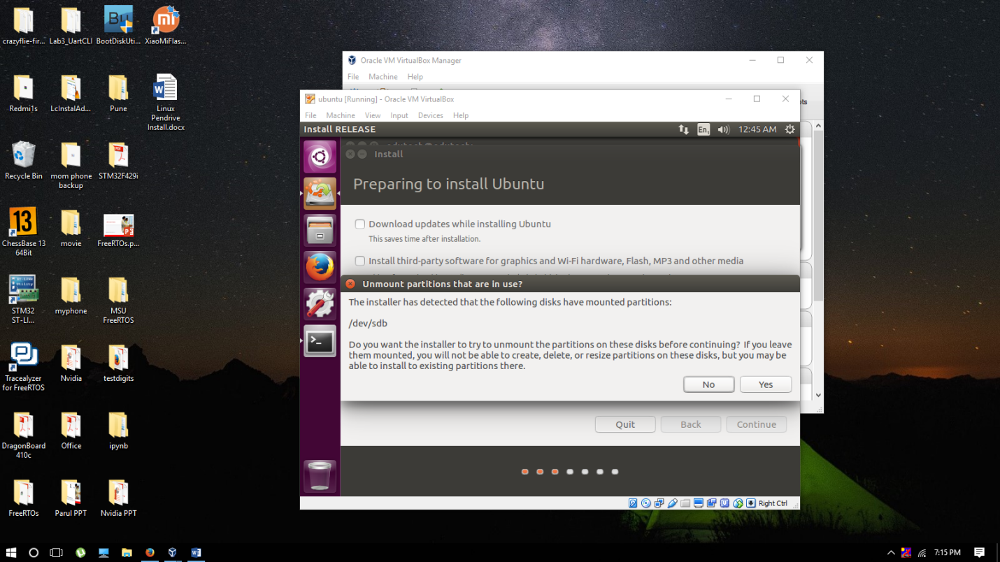 crazyflie-fir...
Lab3_UartCLI
BootDiskUti...
XiaoMiFlas...
Redmi1s
LcInstalAd...
Pune
Linux
Pendrive
Install.docx
Recycle Bin
mom phone
backup
STM32F429i
ChessBase 13
64Bit
movie
FreeRTOs.p...
STM32
ST-LI...
myphone
MSU
FreeRTOS
Tracealyzer
for FreeRTOS
Nvidia
testdigits
DragonBoard
410c
Office
ipynb
FreeRTOs
Parul PPT
Nvidia PPT
Oracle VM VirtualBox Manager
File Machine Help
ubuntu [Running] - Oracle VM VirtualBox
File Machine View Input Devices Help
Install RELEASE
En
12:45 AM
Install
Preparing to install Ubuntu
Download updates while installing Ubuntu
This saves time after installation.
Install third-party software for graphics and Wi-Fi hardware, Flash, MP3 and other media
Unmount partitions that are in use?
The installer has detected that the following disks have mounted partitions:
/dev/sdb
Do you want the installer to try to unmount the partitions on these disks before continuing? If you leave
them mounted, you will not be able to create, delete, or resize partitions on these disks, but you may be
able to install to existing partitions there.
No Yes
Quit Back Continue
Right Ctrl
7:15 PM